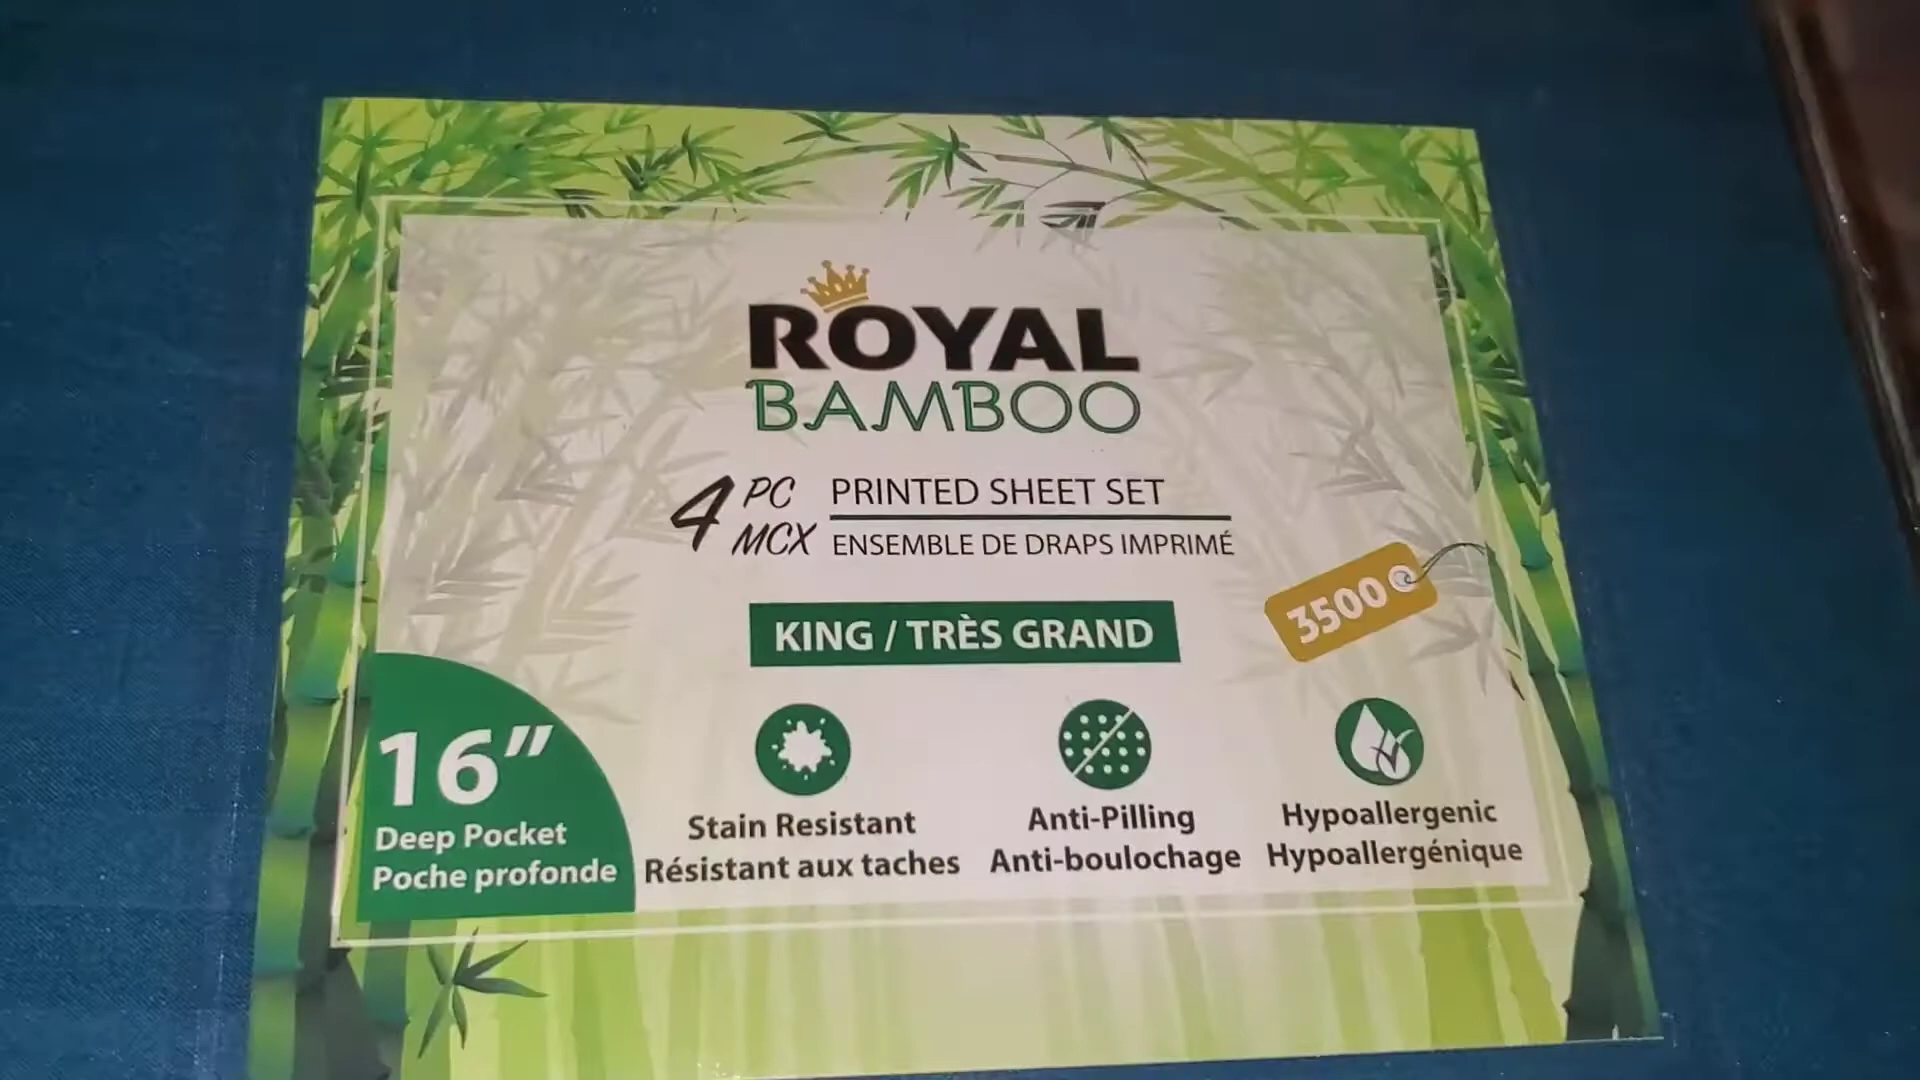 ROYAL
BAMBOO
4 PC PRINTED SHEET SET
MCX ENSEMBLE DE DRAPS IMPRIMÉ
3500
KING / TRÈS GRAND
16"
Deep Pocket
Poche profonde
Stain Resistant
Résistant aux taches
Anti-Pilling
Anti-boulochage
Hypoallergenic
Hypoallergénique